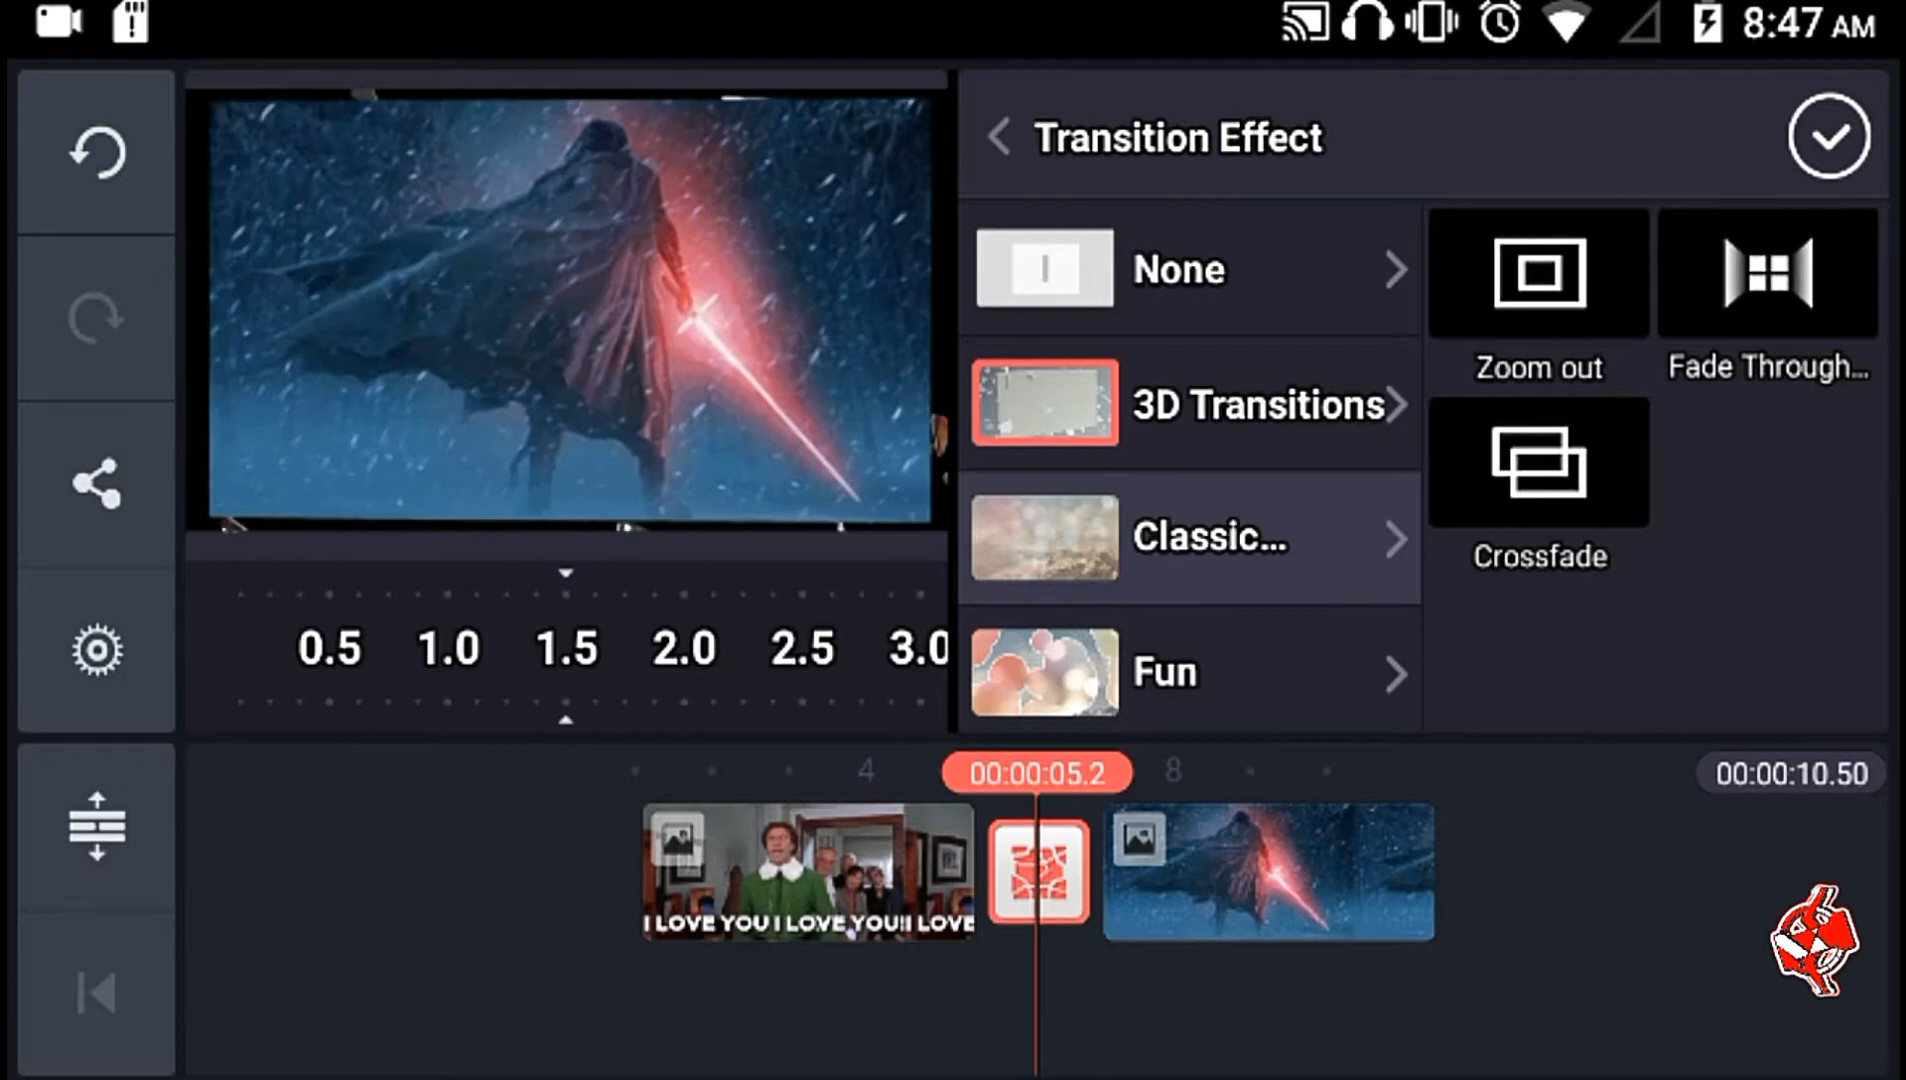 8:47 AM
Transition Effect
None
3D Transitions
Classic...
Fun
Zoom out
Fade Through...
Crossfade
0.5 1.0 1.5 2.0 2.5 3.0
4 00:00:05.2 8 00:00:10.50
I LOVE YOU I LOVE YOU!I LOVE